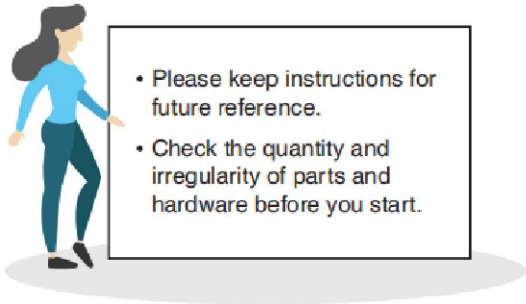 • Please keep instructions for
future reference.
• Check the quantity and
irregularity of parts and
hardware before you start.